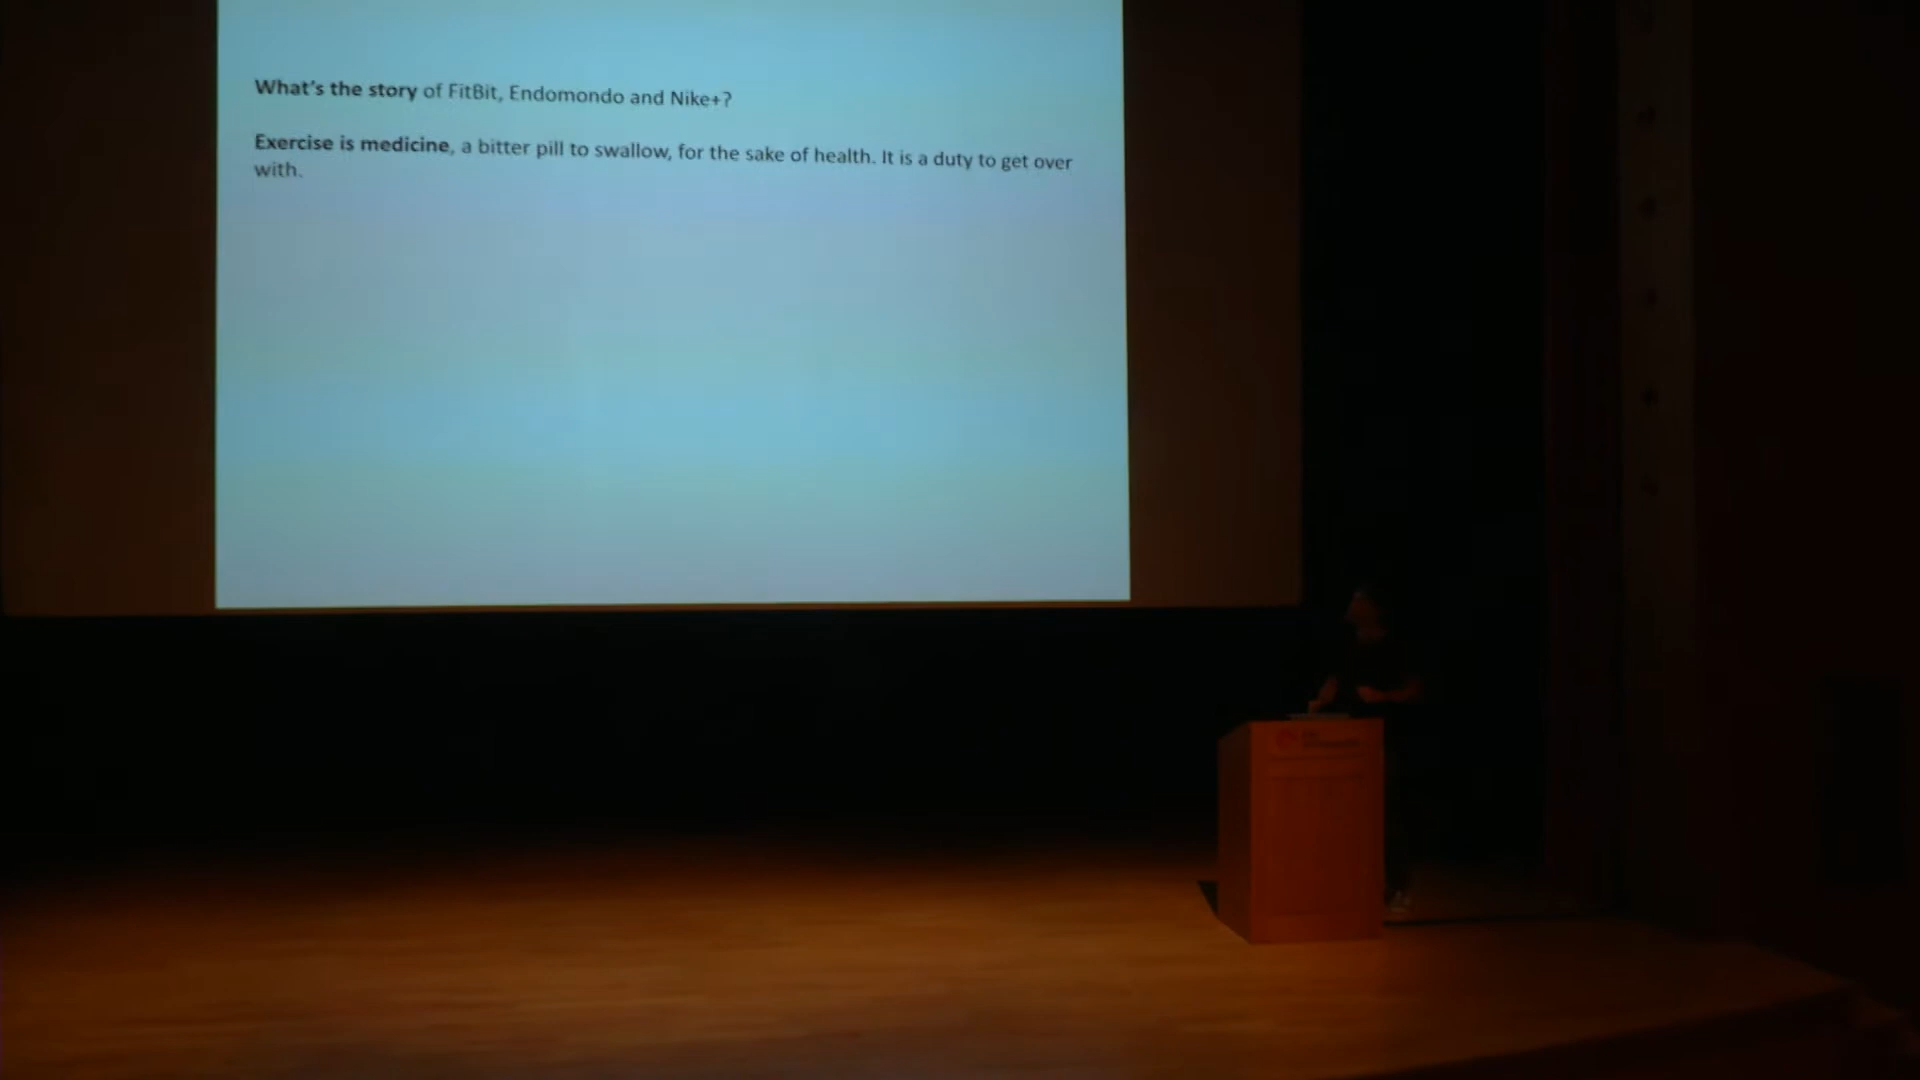 What's the story of FitBit, Endomondo and Nike+?
Exercise is medicine, a bitter pill to swallow, for the sake of health. It is a duty to get over
with.